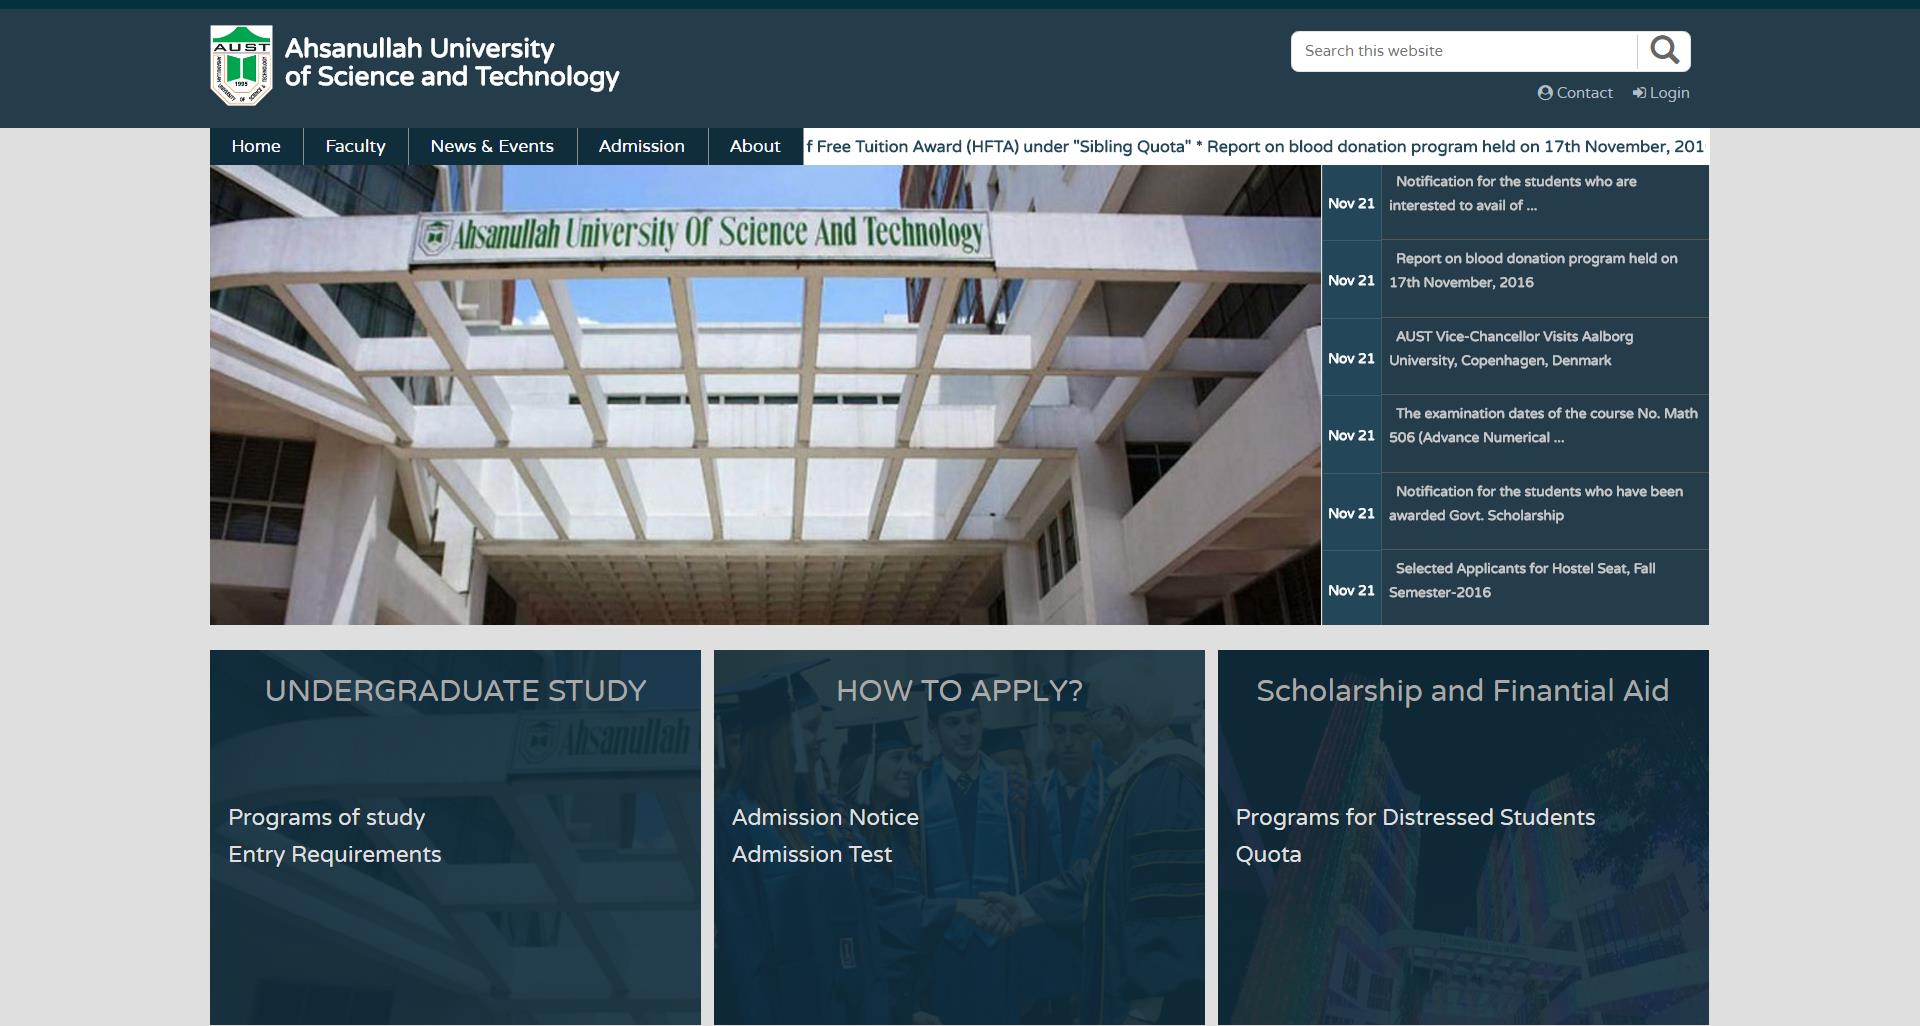 AUST
AHSANULLAH
UNIVERSITY OF SCIENCE &
TECHNOLOGY
1995
Ahsanullah University
of Science and Technology
Search this website
Contact Login
Home Faculty News & Events Admission About f Free Tuition Award (HFTA) under "Sibling Quota" * Report on blood donation program held on 17th November, 201
Ahsanullah University Of Science And Technology
Nov 21 Notification for the students who are
interested to avail of ...
Nov 21 Report on blood donation program held on
17th November, 2016
Nov 21 AUST Vice-Chancellor Visits Aalborg
University, Copenhagen, Denmark
Nov 21 The examination dates of the course No. Math
506 (Advance Numerical ...
Nov 21 Notification for the students who have been
awarded Govt. Scholarship
Nov 21 Selected Applicants for Hostel Seat, Fall
Semester-2016
UNDERGRADUATE STUDY
Ahsanullah
Programs of study
Entry Requirements
HOW TO APPLY?
Admission Notice
Admission Test
Scholarship and Finantial Aid
Programs for Distressed Students
Quota